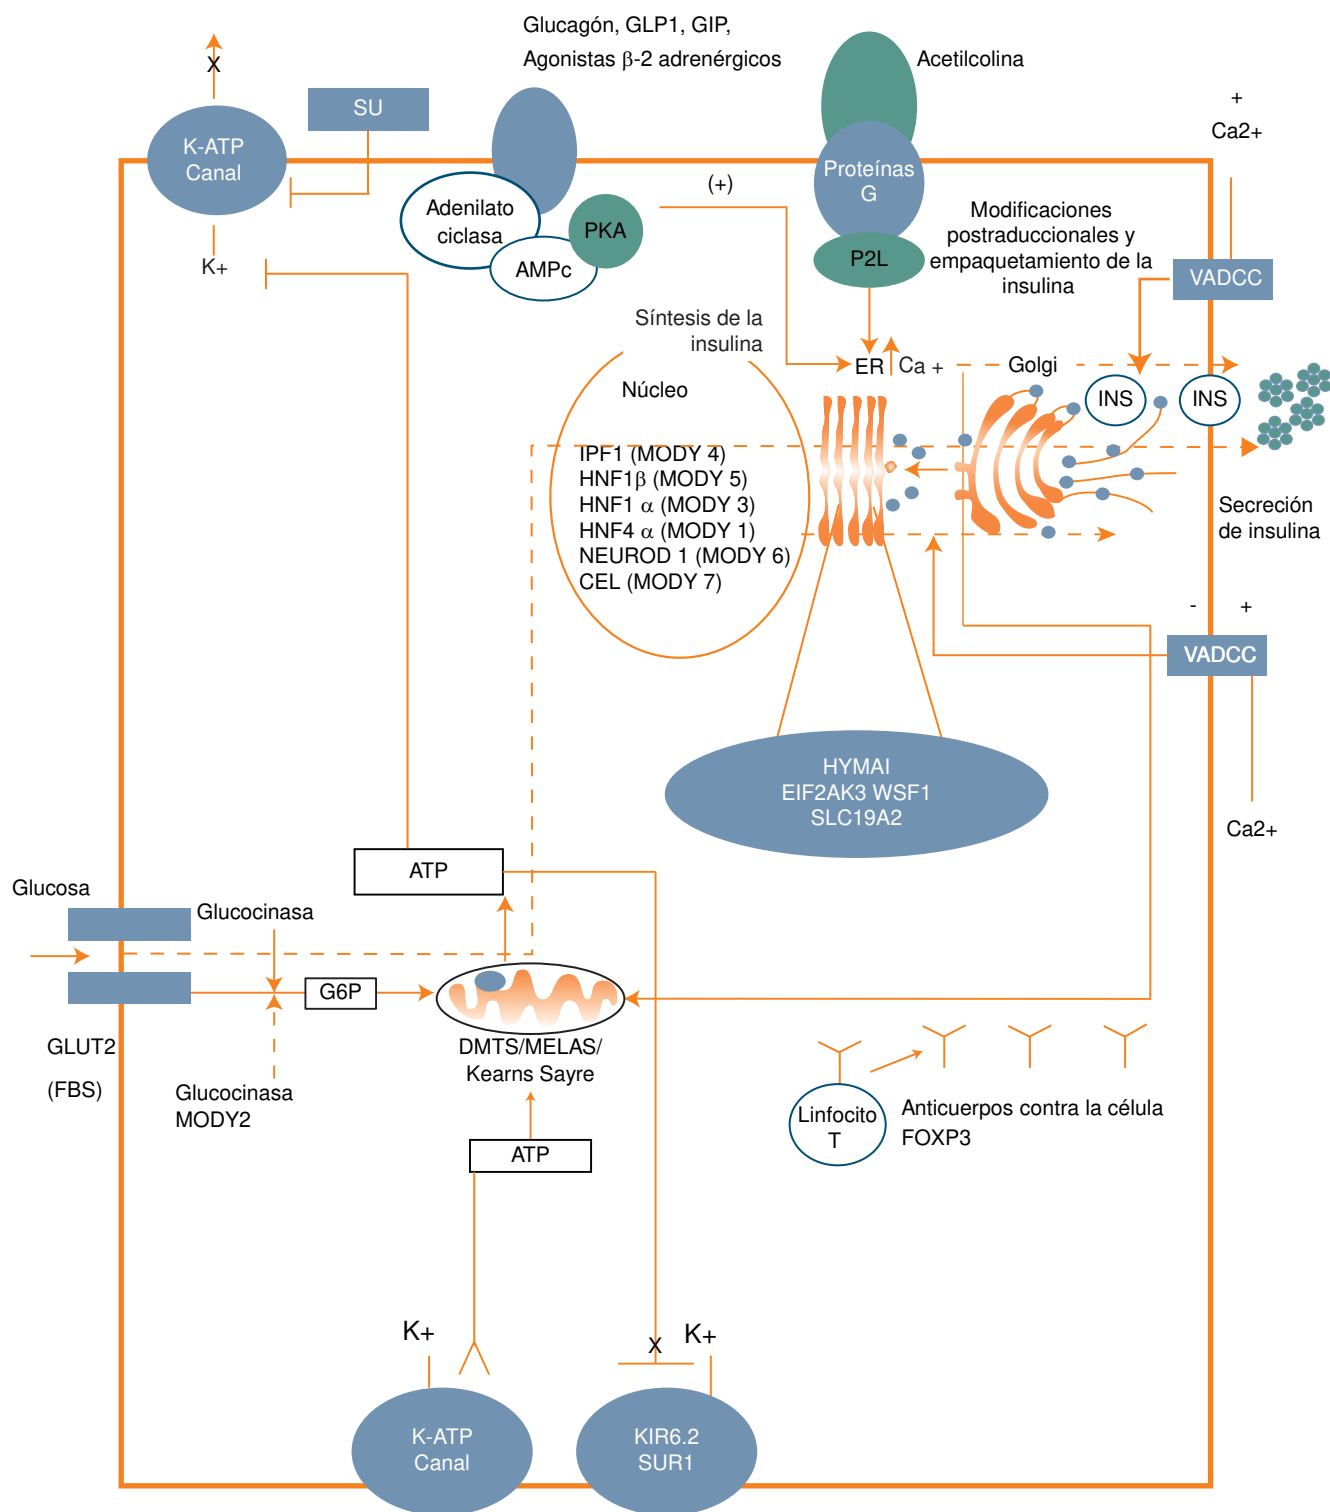 Glucagón, GLP1, GIP,
Agonistas β-2 adrenérgicos
Acetilcolina
X
SU
K-ATP
Canal
+
Ca2+
Proteínas
G
(+)
Adenilato
ciclasa
PKA
AMPc
P2L
Modificaciones
postraduccionales y
empaquetamiento de la
insulina
VADCC
K+
Síntesis de la
insulina
ER
Ca +
Golgi
Núcleo
INS
INS
IPF1 (MODY 4)
HNF1β (MODY 5)
HNF1 α (MODY 3)
HNF4 α (MODY 1)
NEUROD 1 (MODY 6)
CEL (MODY 7)
Secreción
de insulina
- +
VADCC
HYMAI
EIF2AK3 WSF1
SLC19A2
Ca2+
ATP
Glucosa
Glucocinasa
G6P
GLUT2
(FBS)
Glucocinasa
MODY2
DMTS/MELAS/
Kearns Sayre
Linfocito
T
Anticuerpos contra la célula
FOXP3
ATP
K+
X
K+
K-ATP
Canal
KIR6.2
SUR1